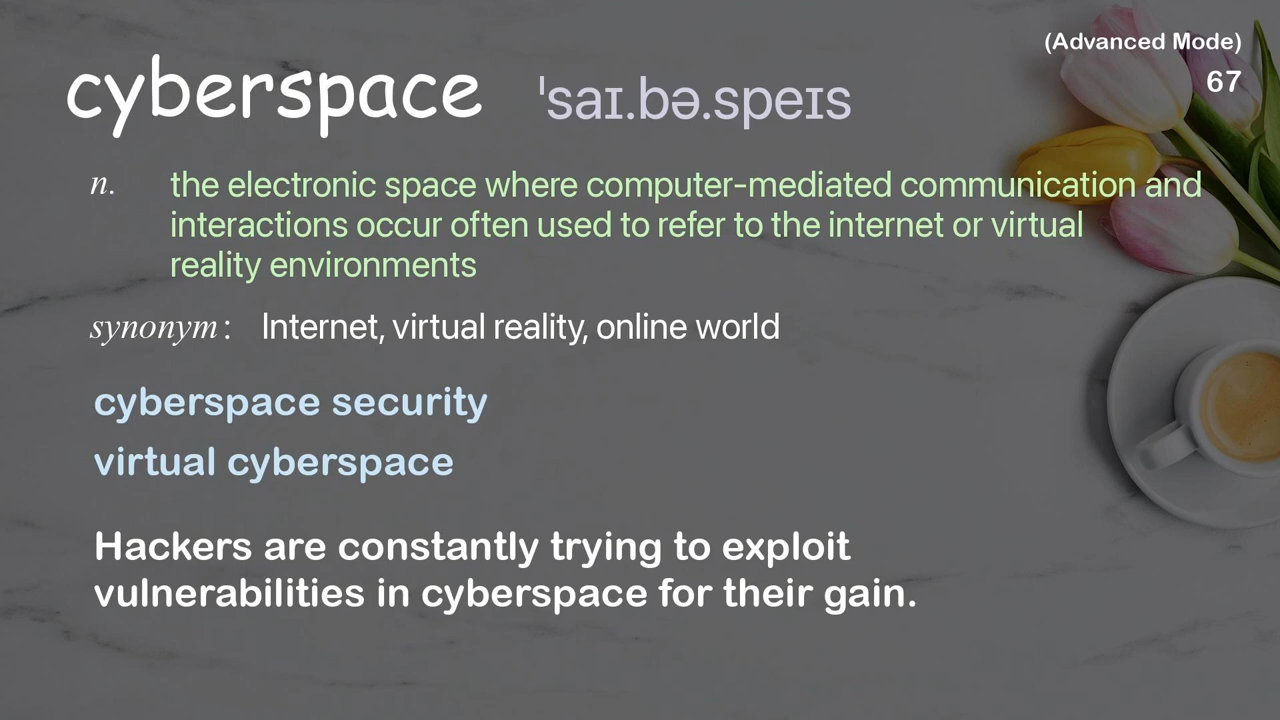 (Advanced Mode)
cyberspace ˈsaɪ.bə.speɪs
67
n. the electronic space where computer-mediated communication and
interactions occur often used to refer to the internet or virtual
reality environments
synonym: Internet, virtual reality, online world
cyberspace security
virtual cyberspace
Hackers are constantly trying to exploit
vulnerabilities in cyberspace for their gain.